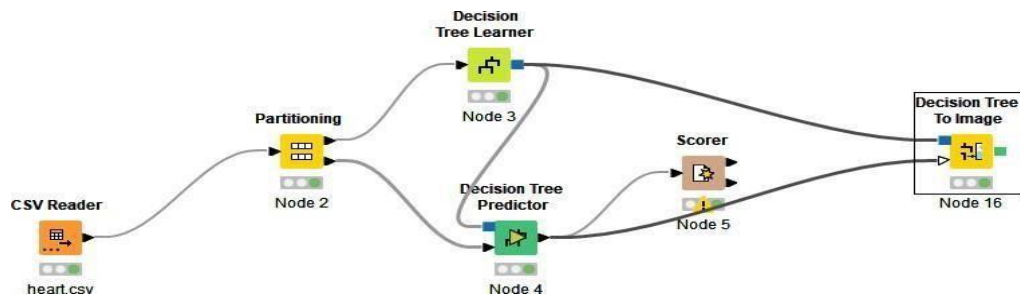 Decision
Tree Learner
Node 3
Partitioning
Node 2
CSV Reader
heart.csv
Decision Tree
Predictor
Node 4
Scorer
Node 5
Decision Tree
To Image
Node 16